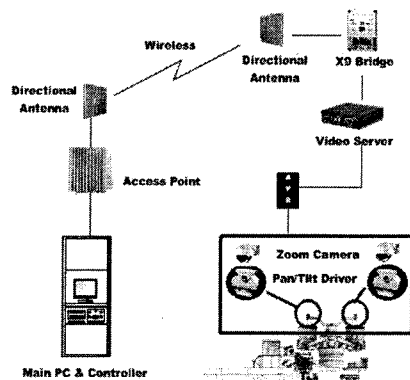 Wireless
Directional
Antenna
X9 Bridge
Directional
Antenna
Video Server
Access Point
Zoom Camera
Pan/Tilt Driver
Main PC & Controller